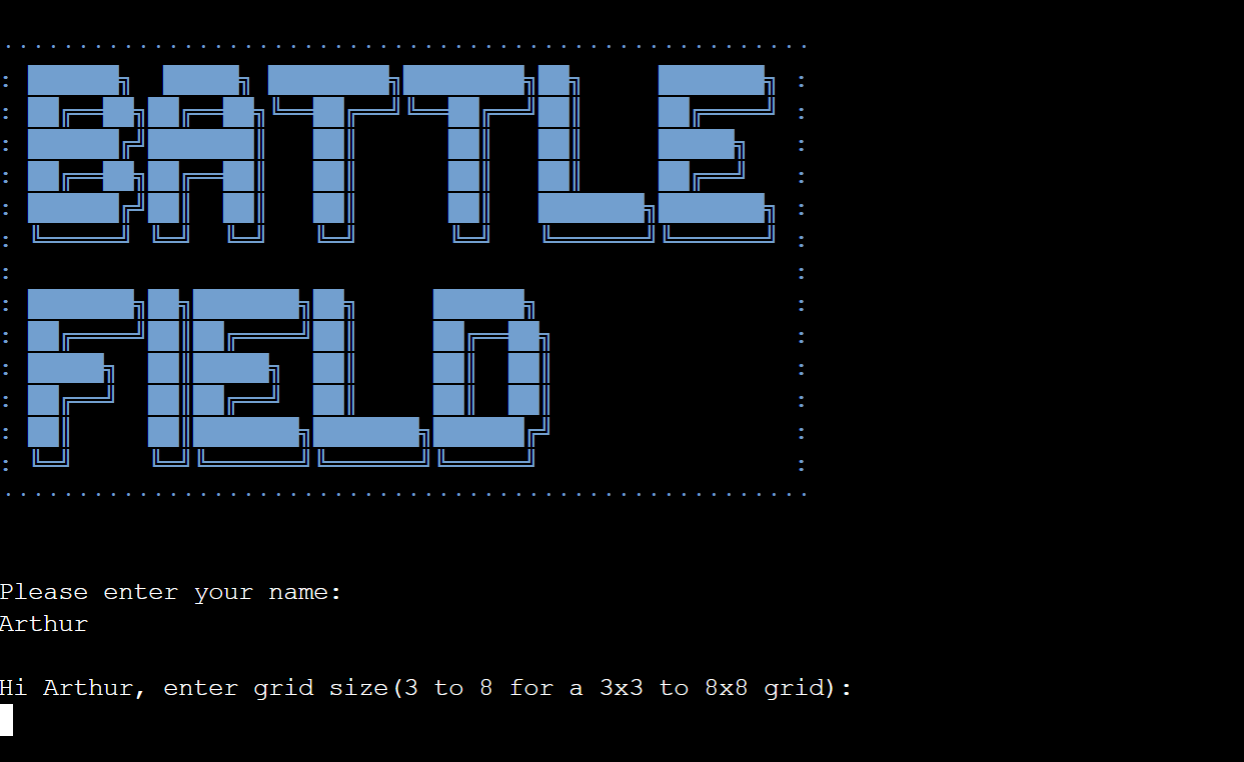 BATTLE
FIELD
Please enter your name:
Arthur
Hi Arthur, enter grid size(3 to 8 for a 3x3 to 8x8 grid):